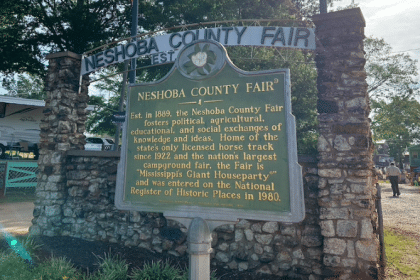 NESHOBA COUNTY FAIR
EST.
NESHOBA COUNTY FAIR®
Est. in 1889, the Neshoba County Fair
fosters political, agricultural,
educational, and social exchanges of
knowledge and ideas. Home of the
state's only licensed horse track
since 1922 and the nation's largest
campground fair, the Fair is
"Mississippi's Giant Houseparty®"
and was entered on the National
Register of Historic Places in 1980.